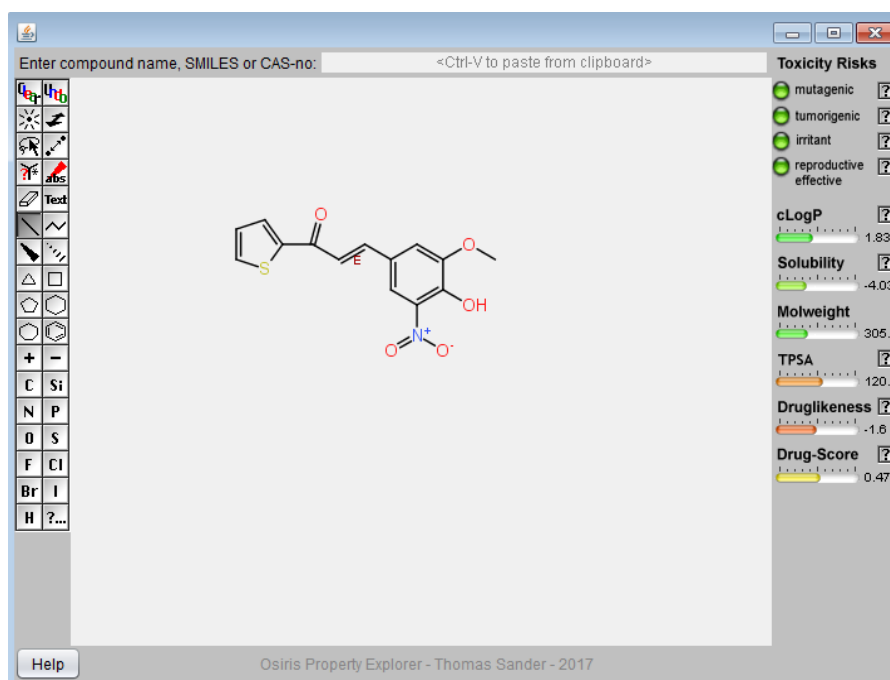 Enter compound name, SMILES or CAS-no: <Ctrl-V to paste from clipboard>
Toxicity Risks
mutagenic ?
tumorigenic ?
irritant ?
reproductive effective ?
cLogP ?
1.83
Solubility ?
-4.03
Molweight
305.
TPSA ?
120.
Druglikeness ?
-1.6
Drug-Score ?
0.47
abs
Text
+ −
C Si
N P
O S
F Cl
Br I
H ?...
O
S
E
O
OH
N+
O O-
Help
Osiris Property Explorer - Thomas Sander - 2017